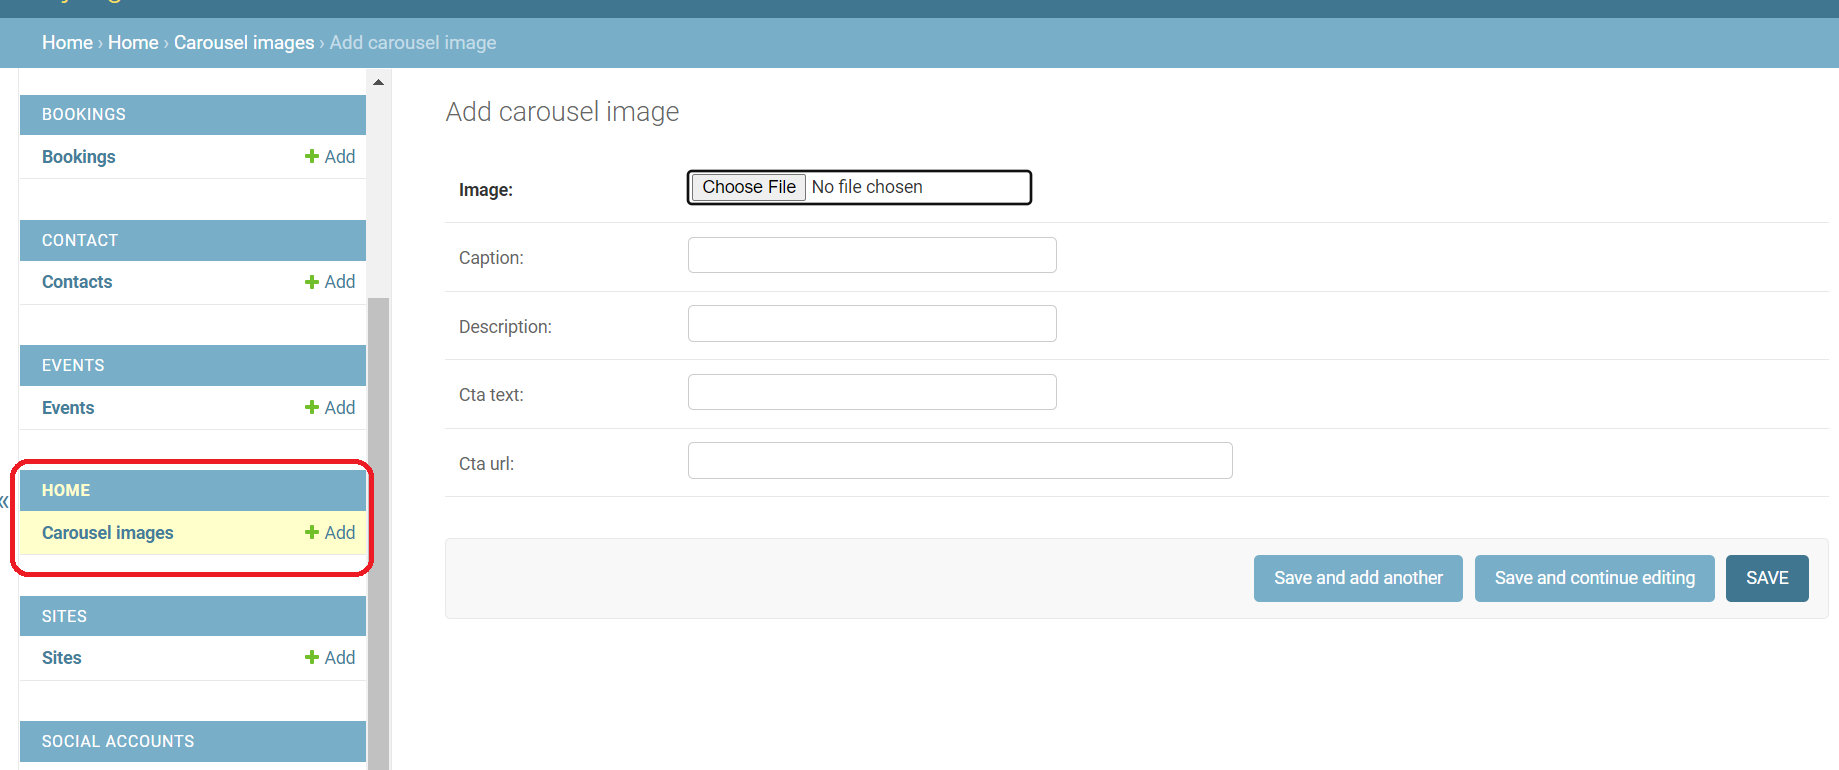 Home › Home › Carousel images › Add carousel image
BOOKINGS
Bookings Add
CONTACT
Contacts Add
EVENTS
Events Add
HOME
Carousel images Add
SITES
Sites Add
SOCIAL ACCOUNTS
«
Add carousel image
Image: Choose File No file chosen
Caption:
Description:
Cta text:
Cta url:
Save and add another Save and continue editing SAVE